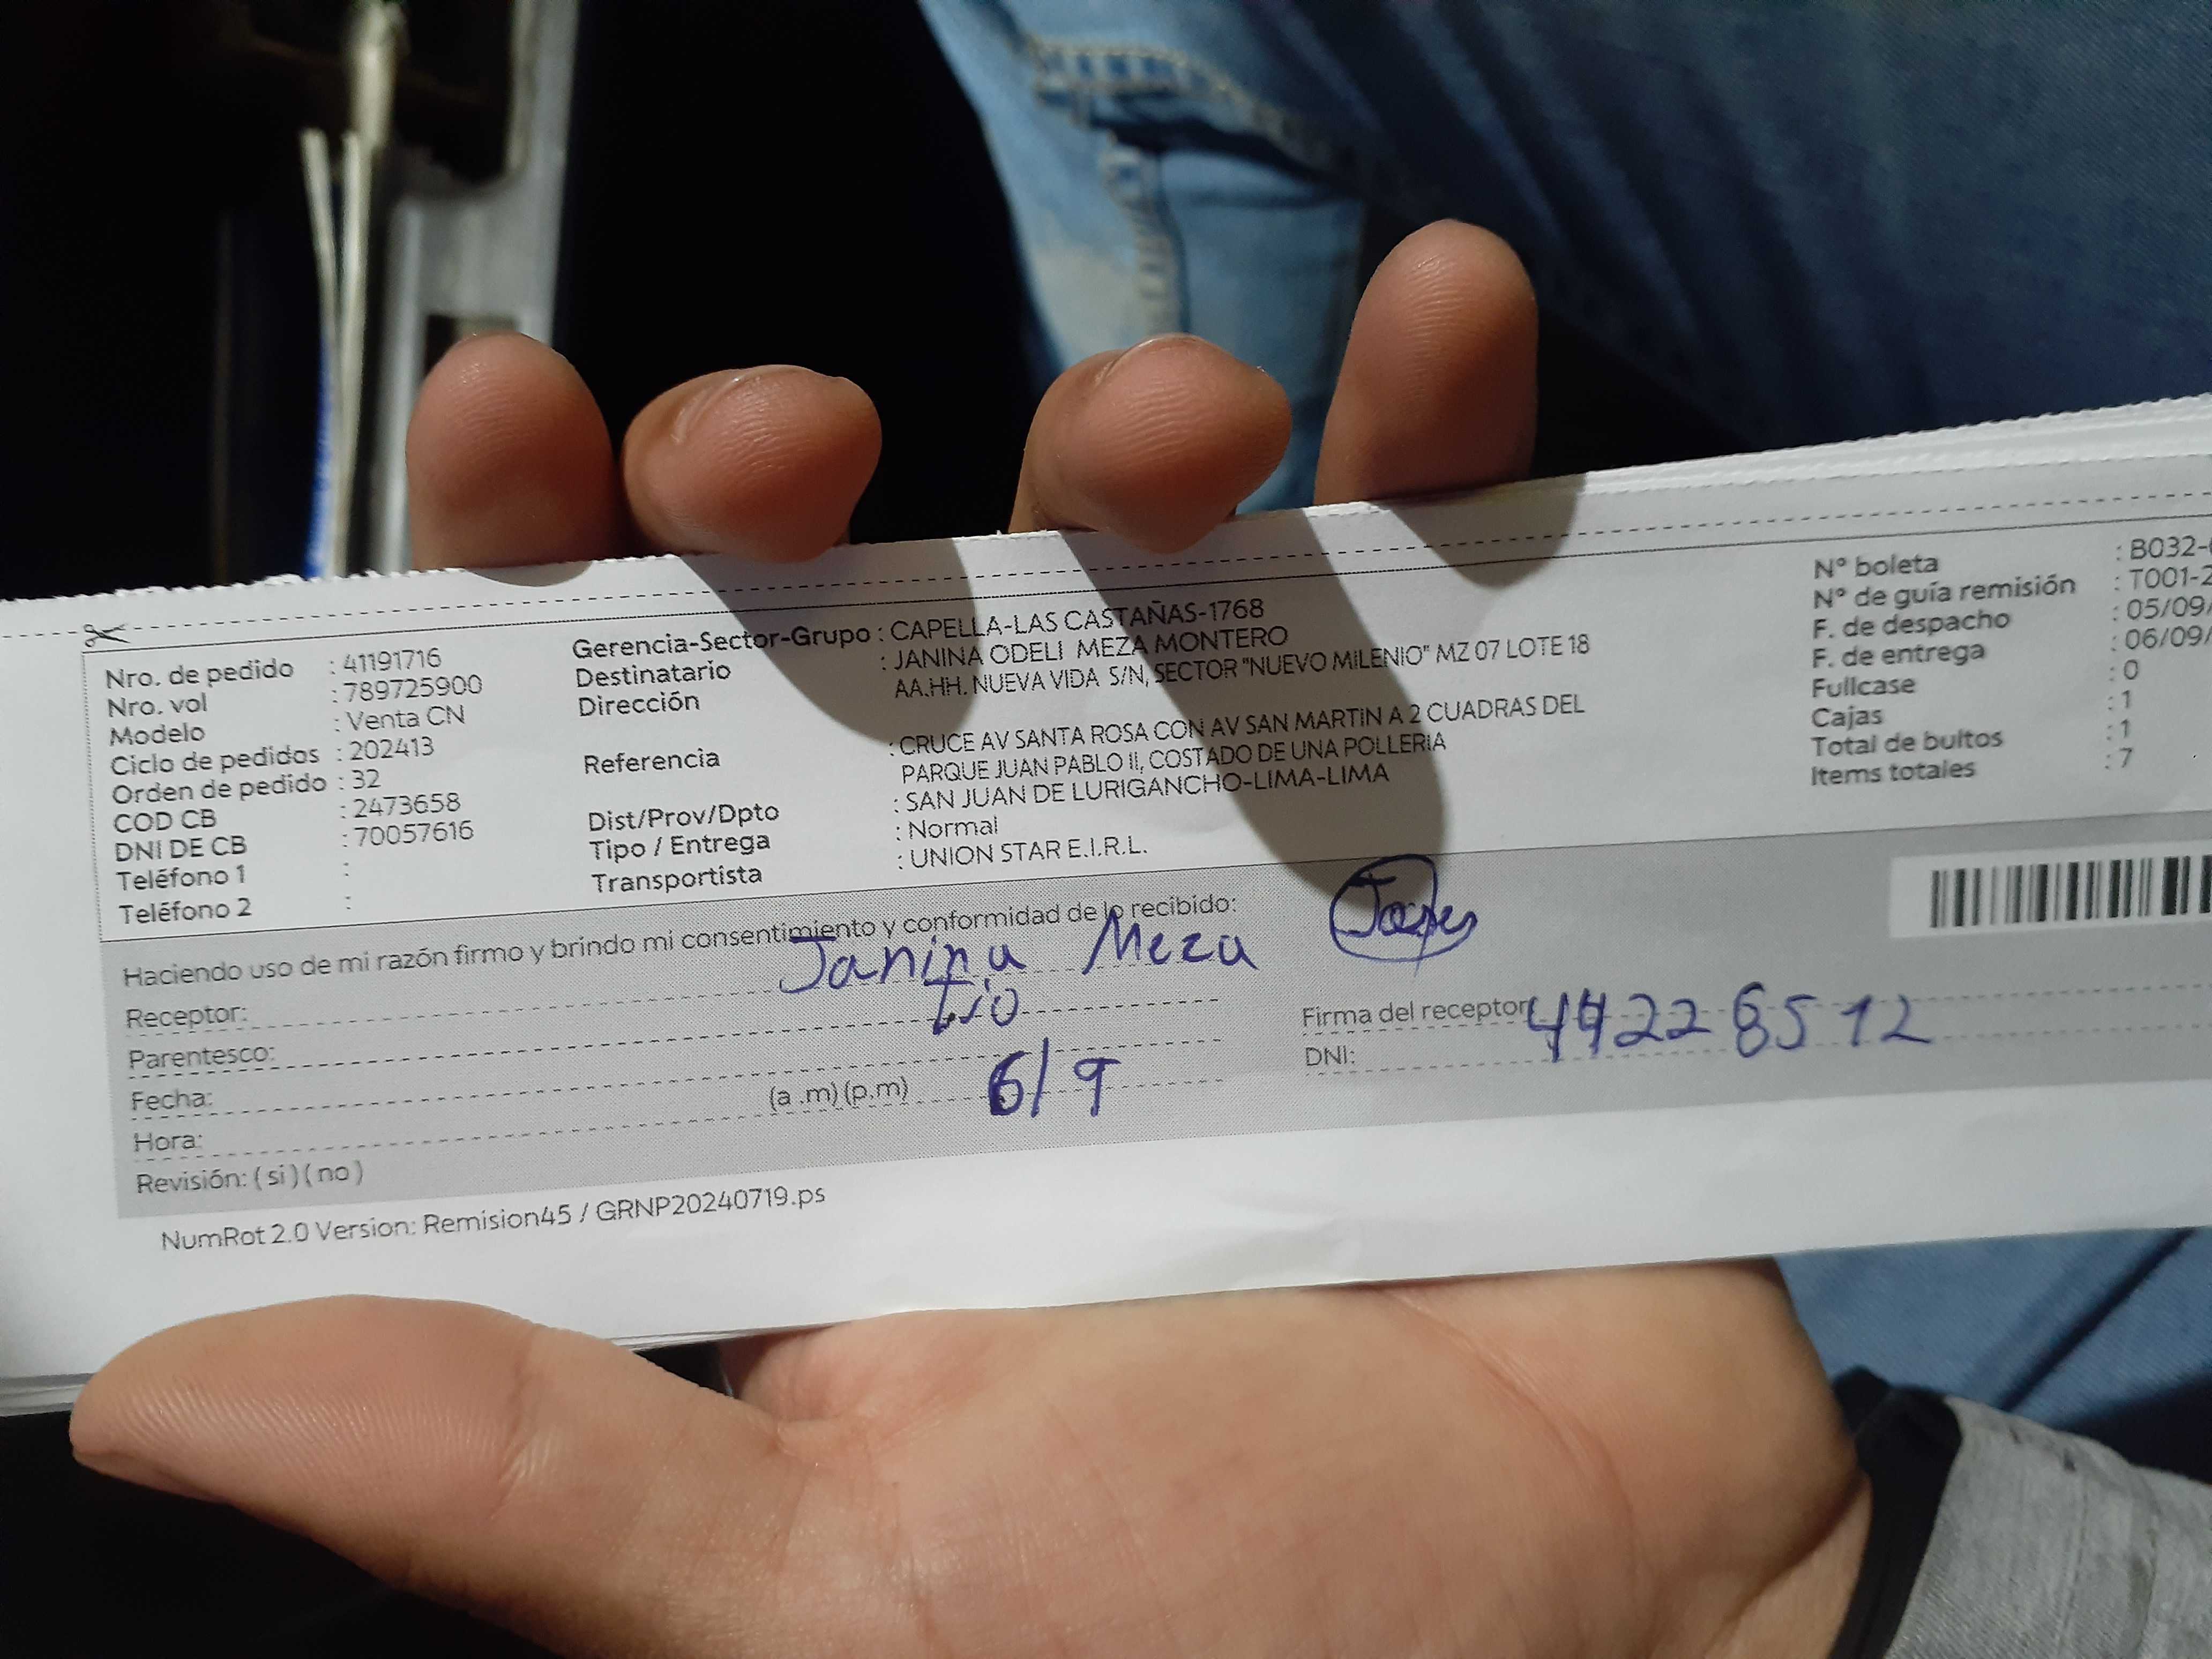 Nro. de pedido : 41191716
Nro. vol : 789725900
Modelo : Venta CN
Ciclo de pedidos : 202413
Orden de pedido : 32
COD CB : 2473658
DNI DE CB : 70057616
Teléfono 1 :
Teléfono 2 :
Gerencia-Sector-Grupo : CAPELLA-LAS CASTAÑAS-1768
Destinatario : JANINA ODELI MEZA MONTERO
Dirección AA.HH. NUEVA VIDA S/N, SECTOR "NUEVO MILENIO" MZ 07 LOTE 18
Referencia : CRUCE AV SANTA ROSA CON AV SAN MARTIN A 2 CUADRAS DEL
PARQUE JUAN PABLO II, COSTADO DE UNA POLLERIA
Dist/Prov/Dpto : SAN JUAN DE LURIGANCHO-LIMA-LIMA
Tipo / Entrega : Normal
Transportista : UNION STAR E.I.R.L.
N° boleta : B032-
N° de guía remisión : T001-2
F. de despacho : 05/09/
F. de entrega : 06/09/
Fullcase : 0
Cajas : 1
Total de bultos : 1
Items totales : 7
Haciendo uso de mi razón firmo y brindo mi consentimiento y conformidad de lo recibido:
Receptor: Janina Meza
Parentesco: Tio
Fecha: 6/9
Hora: (a .m) (p.m)
Revisión: ( si ) ( no )
Firma del receptor
DNI: 44228512
NumRot 2.0 Version: Remision45 / GRNP20240719.ps